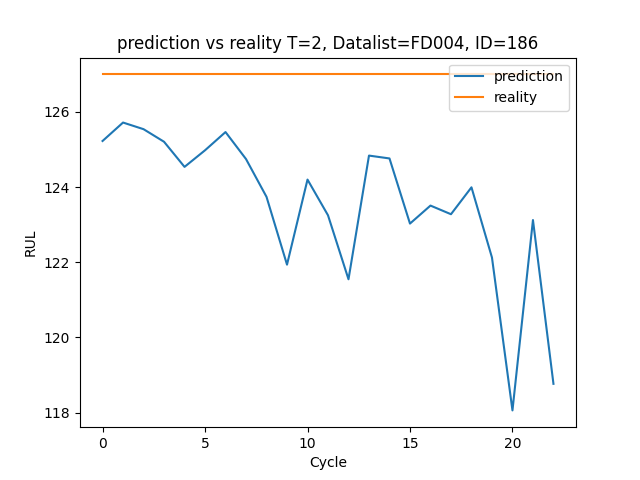 prediction vs reality T=2, Datalist=FD004, ID=186
prediction
reality
126
124
122
120
118
RUL
0
5
10
15
20
Cycle